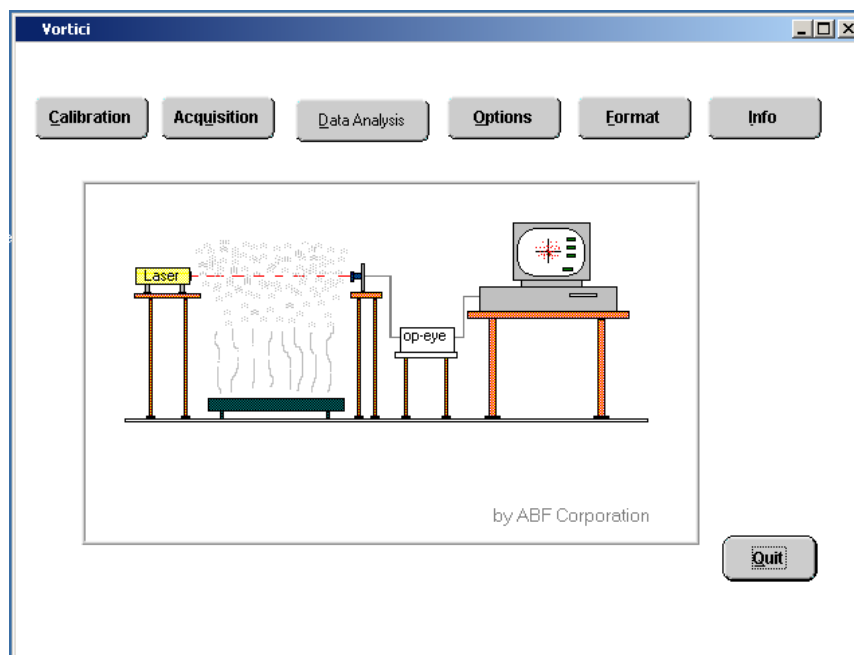 Vortici
Calibration
Acquisition
Data Analysis
Options
Format
Info
Laser
op-eye
by ABF Corporation
Quit